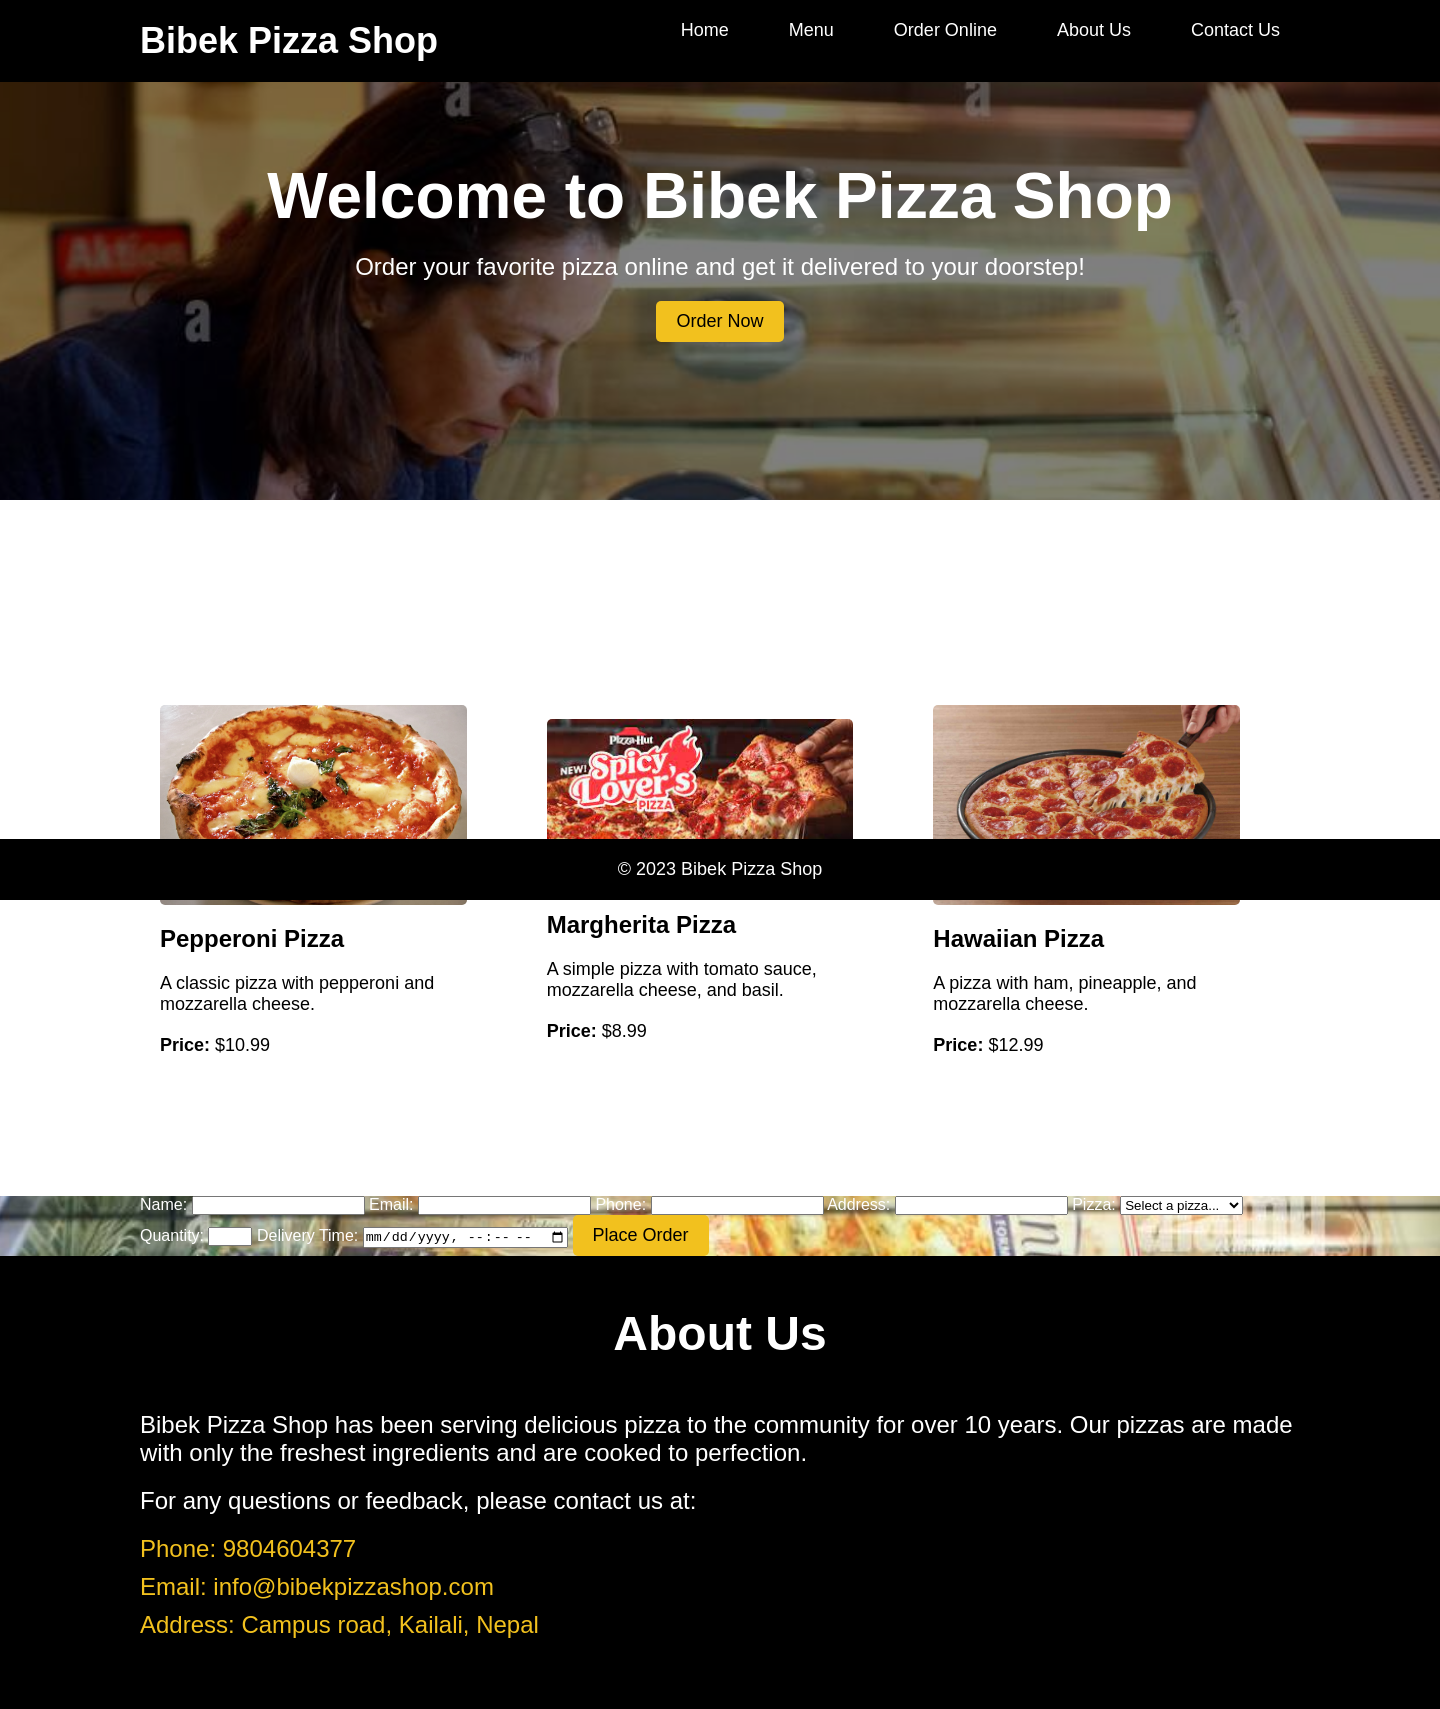 Bibek Pizza Shop
Home Menu Order Online About Us Contact Us
a a
Welcome to Bibek Pizza Shop
Aktion
Order your favorite pizza online and get it delivered to your doorstep!
a a
Order Now
Pizza Hut
NEW! Spicy
Lover's
PIZZA
© 2023 Bibek Pizza Shop
Pepperoni Pizza
A classic pizza with pepperoni and
mozzarella cheese.
Price: $10.99
Margherita Pizza
A simple pizza with tomato sauce,
mozzarella cheese, and basil.
Price: $8.99
Hawaiian Pizza
A pizza with ham, pineapple, and
mozzarella cheese.
Price: $12.99
Name: Email: Phone: Address: Pizza: Select a pizza...
Quantity: Delivery Time: mm/dd/yyyy, --:-- -- Place Order
About Us
Bibek Pizza Shop has been serving delicious pizza to the community for over 10 years. Our pizzas are made
with only the freshest ingredients and are cooked to perfection.
For any questions or feedback, please contact us at:
Phone: 9804604377
Email: info@bibekpizzashop.com
Address: Campus road, Kailali, Nepal